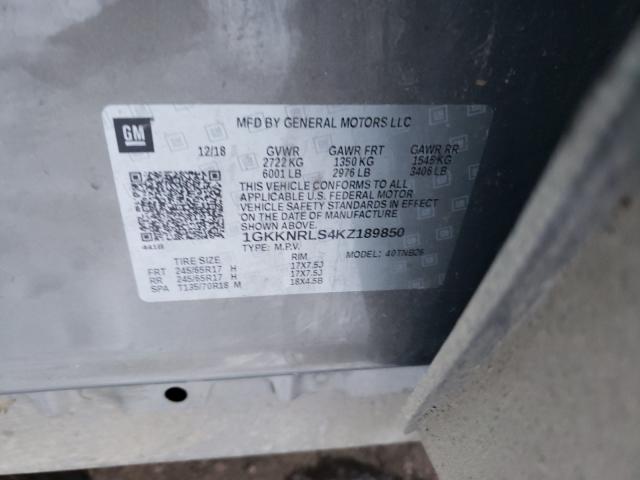 GM
MFD BY GENERAL MOTORS LLC
12/18 GVWR GAWR FRT GAWR RR
2722 KG 1350 KG 1545 KG
6001 LB 2976 LB 3406 LB
THIS VEHICLE CONFORMS TO ALL
APPLICABLE U.S. FEDERAL MOTOR
VEHICLE SAFETY STANDARDS IN EFFECT
ON THE DATE OF MANUFACTURE
SHOWN ABOVE.
1GKKNRLS4KZ189850
TYPE: M.P.V. MODEL: 40TNB26
441B
TIRE SIZE RIM
FRT 245/65R17 H 17X7.5J
RR 245/65R17 H 17X7.5J
SPA T135/70R18 M 18X4.5B